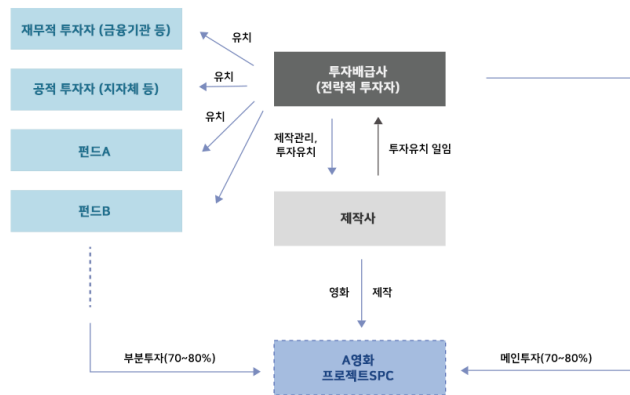 재무적 투자자 (금융기관 등)
유치
투자배급사
(전략적 투자자)
공적 투자자 (지자체 등)
유치
유치
펀드A
제작관리,
투자유치
투자유치 일임
펀드B
제작사
영화
제작
부분투자(70~80%)
A영화
프로젝트SPC
메인투자(70~80%)